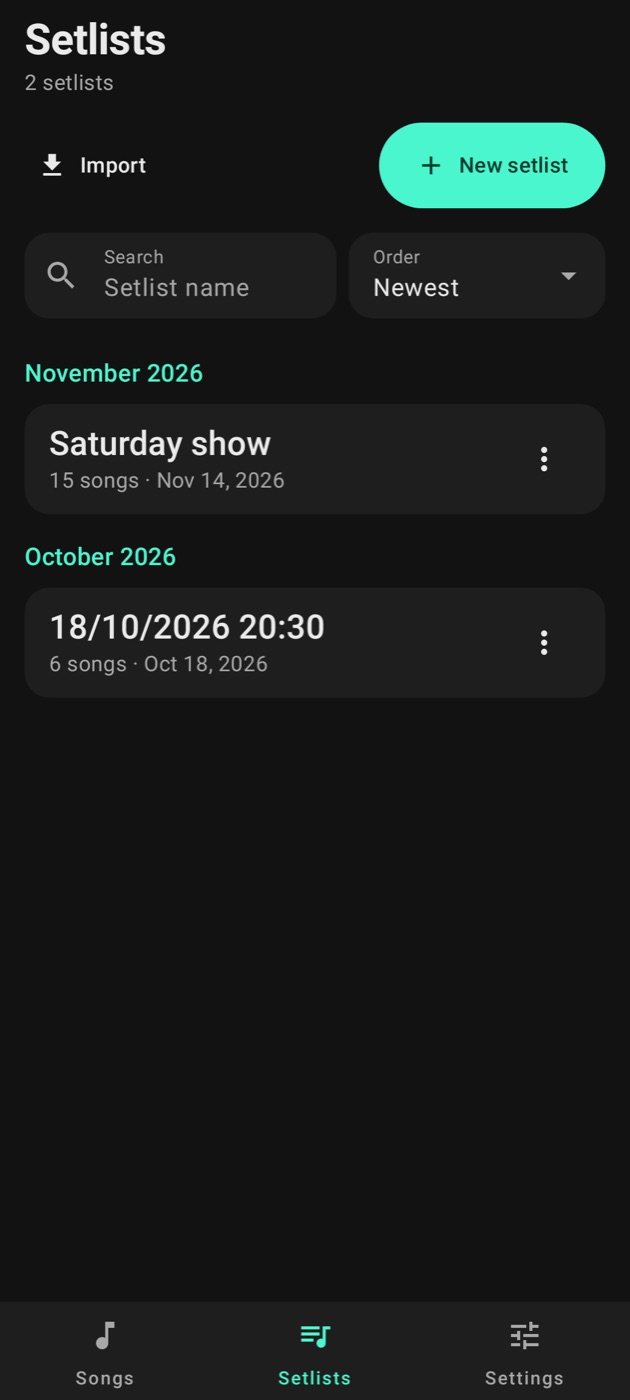 Setlists
2 setlists
Import
New setlist
Search
Setlist name
Order
Newest
November 2026
Saturday show
15 songs · Nov 14, 2026
October 2026
18/10/2026 20:30
6 songs · Oct 18, 2026
Songs
Setlists
Settings